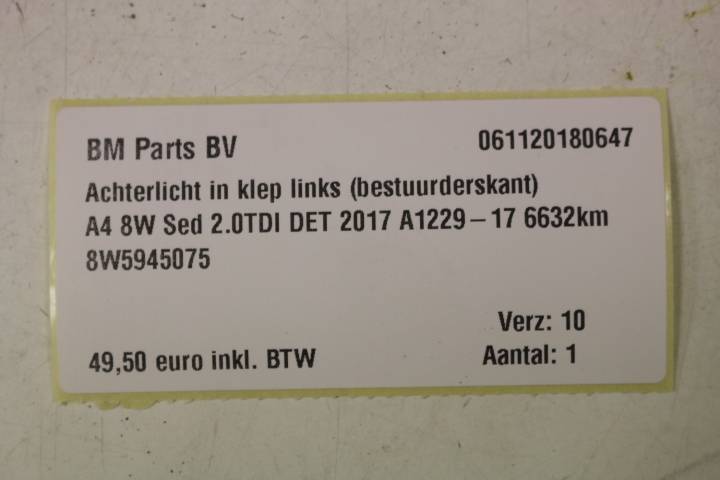 BM Parts BV 061120180647
Achterlicht in klep links (bestuurderskant)
A4 8W Sed 2.0TDI DET 2017 A1229-17 6632km
8W5945075
Verz: 10
49,50 euro inkl. BTW Aantal: 1